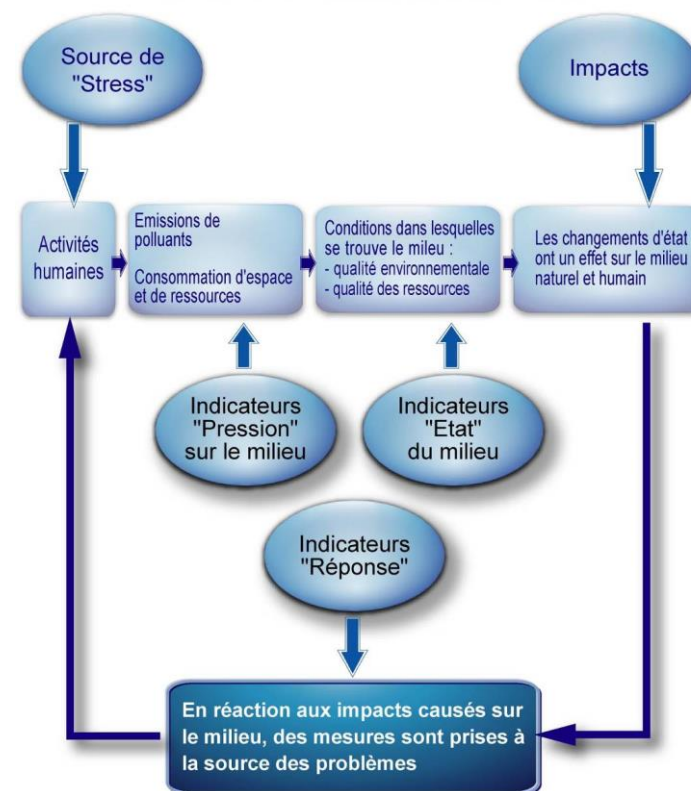 Source de
"Stress"
Impacts
Activités
humaines
Emissions de
polluants
Consommation d'espace
et de ressources
Conditions dans lesquelles
se trouve le mileu :
- qualité environnementale
- qualité des ressources
Les changements d'état
ont un effet sur le milieu
naturel et humain
Indicateurs
"Pression"
sur le milieu
Indicateurs
"Etat"
du milieu
Indicateurs
"Réponse"
En réaction aux impacts causés sur
le milieu, des mesures sont prises à
la source des problèmes